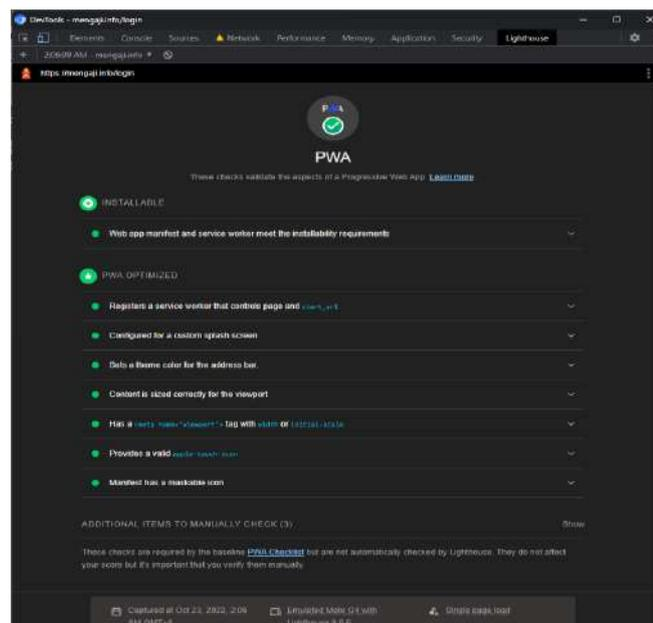 DevTools - mengaji.info/login
Elements Console Sources Network Performance Memory Application Security Lighthouse
2:06:09 AM - mengaji.info
https://mengaji.info/login
PWA
PWA
These checks validate the aspects of a Progressive Web App. Learn more
INSTALLABLE
Web app manifest and service worker meet the installability requirements
PWA OPTIMIZED
Registers a service worker that controls page and start_url
Configured for a custom splash screen
Sets a theme color for the address bar.
Content is sized correctly for the viewport
Has a <meta name="viewport"> tag with width or initial-scale
Provides a valid apple-touch-icon
Manifest has a maskable icon
ADDITIONAL ITEMS TO MANUALLY CHECK (3) Show
These checks are required by the baseline PWA Checklist but are not automatically checked by Lighthouse. They do not affect
your score but it's important that you verify them manually.
Captured at Oct 23, 2022, 2:06 Emulated Moto G4 with Single page load